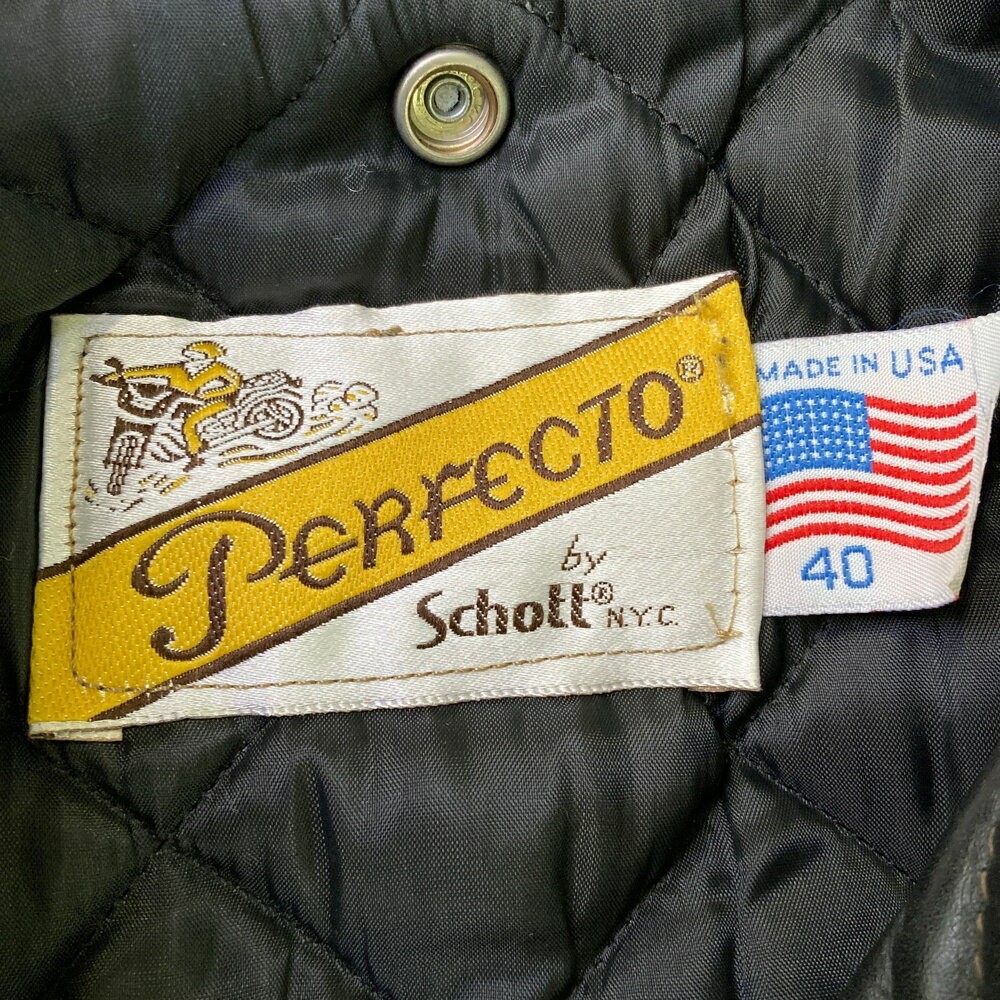 PERFECTO®
by
Schott® N.Y.C.
MADE IN USA
40